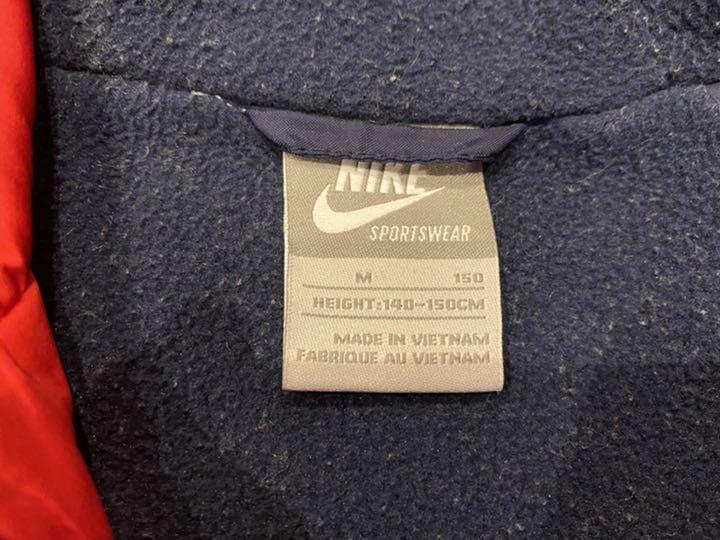 NIKE
SPORTSWEAR
M 150
HEIGHT:140-150CM
MADE IN VIETNAM
FABRIQUE AU VIETNAM